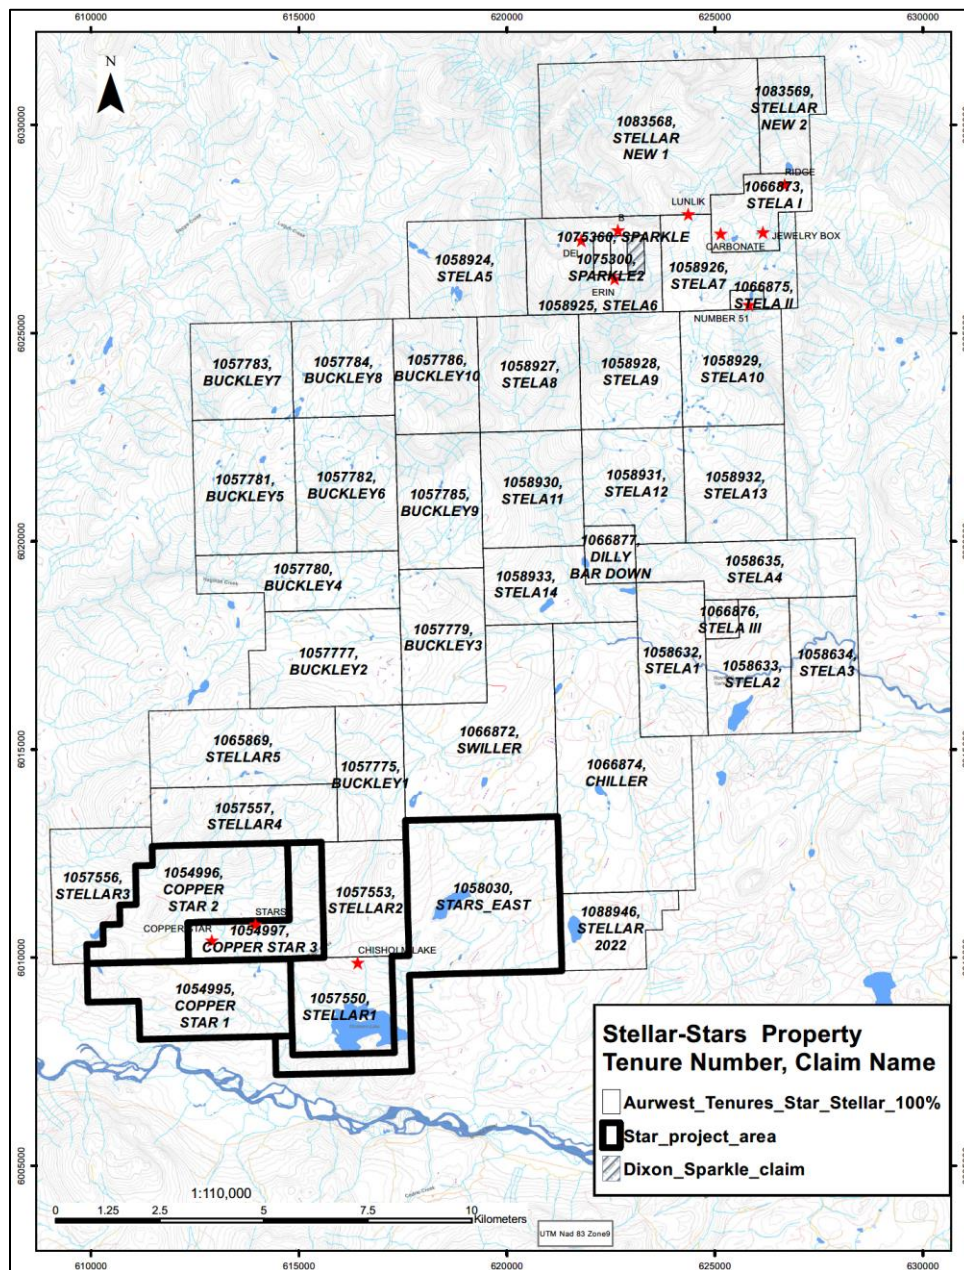 610000
615000
620000
625000
630000
N
6030000
1083569,
STELLAR
NEW 2
1083568,
STELLAR
NEW 1
RIDGE
1066873,
STELA I
LUNLIK
B
JEWELRY BOX
CARBONATE
1075360, SPARKLE
DEL
1058924,
STELA5
1075300,
SPARKLE2
1058926,
STELA7
ERIN
1066875,
STELA II
1058925, STELA6
NUMBER 51
6025000
1057783,
BUCKLEY7
1057784,
BUCKLEY8
1057786,
BUCKLEY10
1058927,
STELA8
1058928,
STELA9
1058929,
STELA10
1057781,
BUCKLEY5
1057782,
BUCKLEY6
1057785,
BUCKLEY9
1058930,
STELA11
1058931,
STELA12
1058932,
STELA13
6020000
1066877,
DILLY
BAR DOWN
1057780,
BUCKLEY4
1058933,
STELA14
1058635,
STELA4
1066876,
STELA III
1057779,
BUCKLEY3
1057777,
BUCKLEY2
1058632,
STELA1
1058633,
STELA2
1058634,
STELA3
6015000
1065869,
STELLAR5
1066872,
SWILLER
1057775,
BUCKLEY1
1066874,
CHILLER
1057557,
STELLAR4
1057556,
STELLAR3
1054996,
COPPER
STAR 2
1057553,
STELLAR2
1058030,
STARS_EAST
STARS
COPPER STAR
1054997,
COPPER STAR 3
1088946,
STELLAR
2022
CHISHOLM LAKE
6010000
1054995,
COPPER
STAR 1
1057550,
STELLAR1
Stellar-Stars Property
Tenure Number, Claim Name
Aurwest_Tenures_Star_Stellar_100%
Star_project_area
Dixon_Sparkle_claim
6005000
1:110,000
0 1.25 2.5 5 7.5 10
Kilometers
UTM Nad 83 Zone9
610000
615000
620000
625000
630000